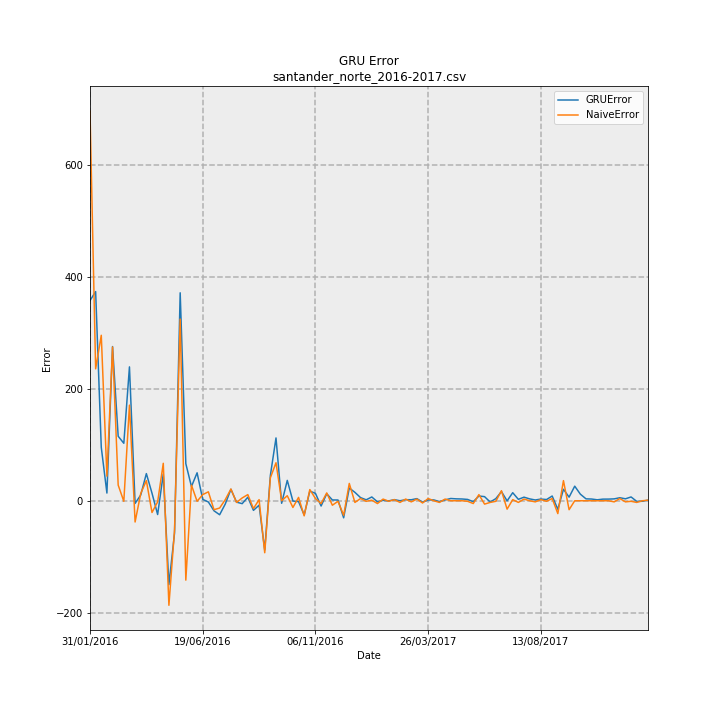 GRU Error
santander_norte_2016-2017.csv
GRUError
NaiveError
600
400
200
0
−200
Error
31/01/2016
19/06/2016
06/11/2016
26/03/2017
13/08/2017
Date